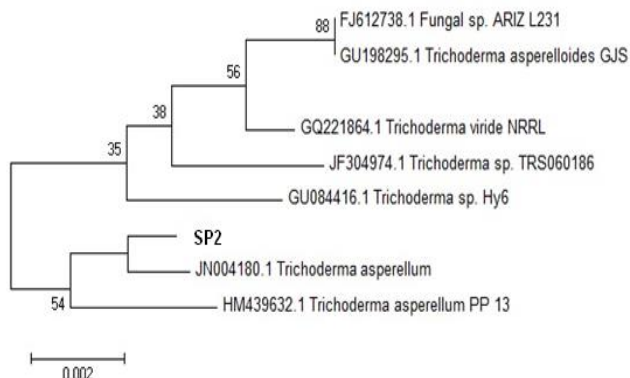 88
FJ612738.1 Fungal sp. ARIZ L231
GU198295.1 Trichoderma asperelloides GJS
56
GQ221864.1 Trichoderma viride NRRL
38
JF304974.1 Trichoderma sp. TRS060186
35
GU084416.1 Trichoderma sp. Hy6
SP2
JN004180.1 Trichoderma asperellum
54
HM439632.1 Trichoderma asperellum PP 13
0.002